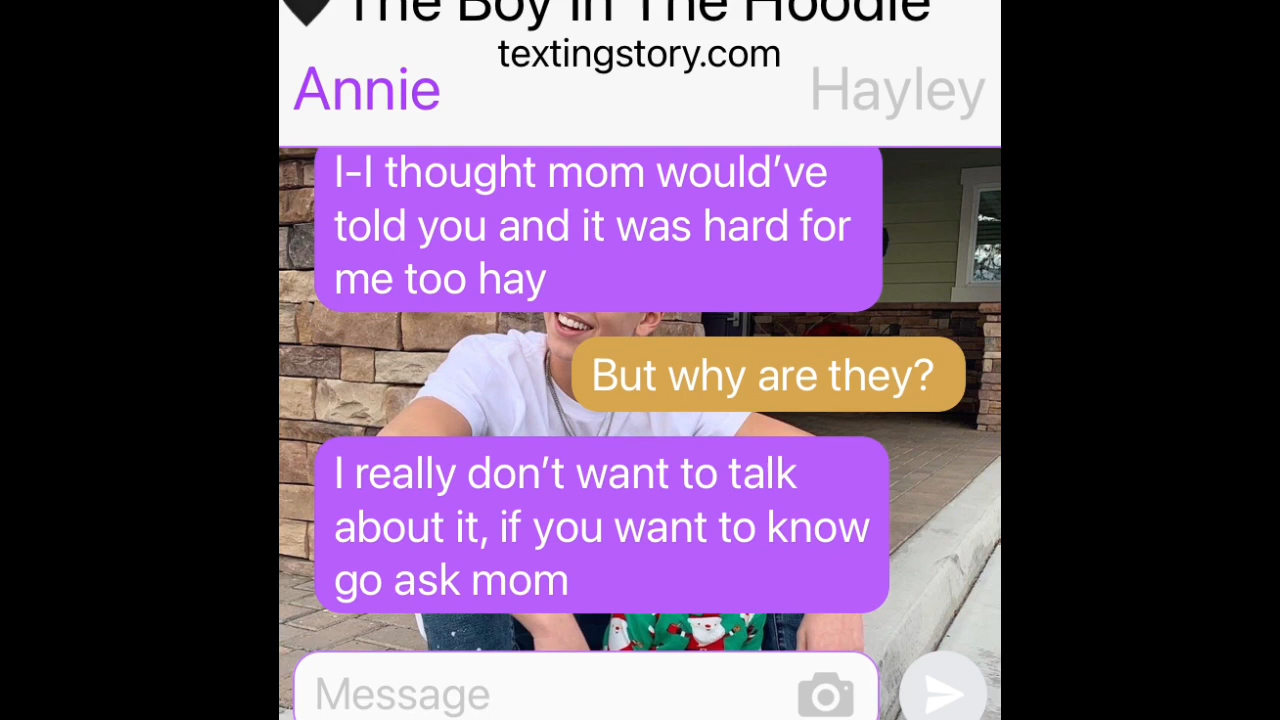 The Boy In The Hoodie
textingstory.com
Annie
Hayley
I-I thought mom would’ve
told you and it was hard for
me too hay
But why are they?
I really don’t want to talk
about it, if you want to know
go ask mom
Message